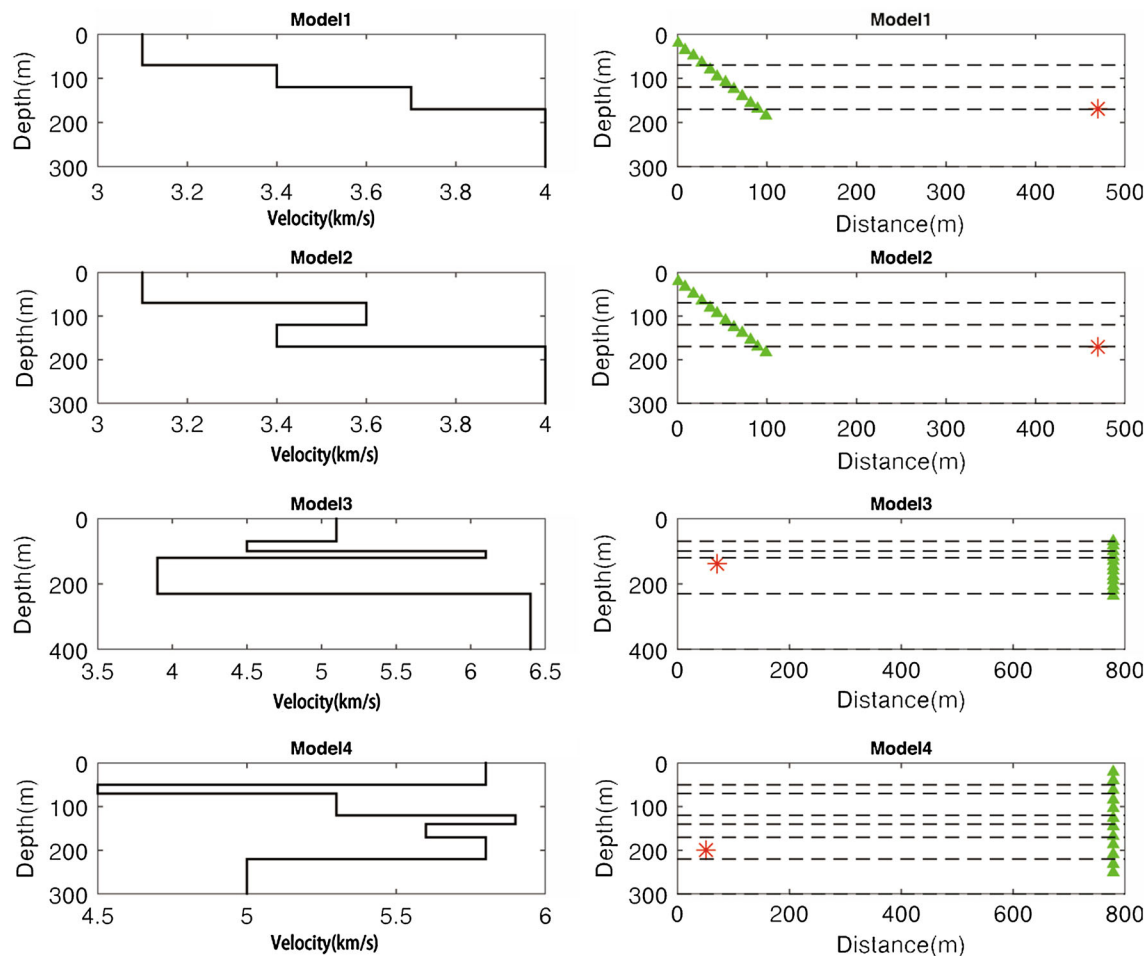 Model1
Depth(m)
0
100
200
300
3 3.2 3.4 3.6 3.8 4
Velocity(km/s)
Model1
Depth(m)
0
100
200
300
0 100 200 300 400 500
Distance(m)
Model2
Depth(m)
0
100
200
300
3 3.2 3.4 3.6 3.8 4
Velocity(km/s)
Model2
Depth(m)
0
100
200
300
0 100 200 300 400 500
Distance(m)
Model3
Depth(m)
0
200
400
3.5 4 4.5 5 5.5 6 6.5
Velocity(km/s)
Model3
Depth(m)
0
200
400
0 200 400 600 800
Distance(m)
Model4
Depth(m)
0
100
200
300
4.5 5 5.5 6
Velocity(km/s)
Model4
Depth(m)
0
100
200
300
0 200 400 600 800
Distance(m)